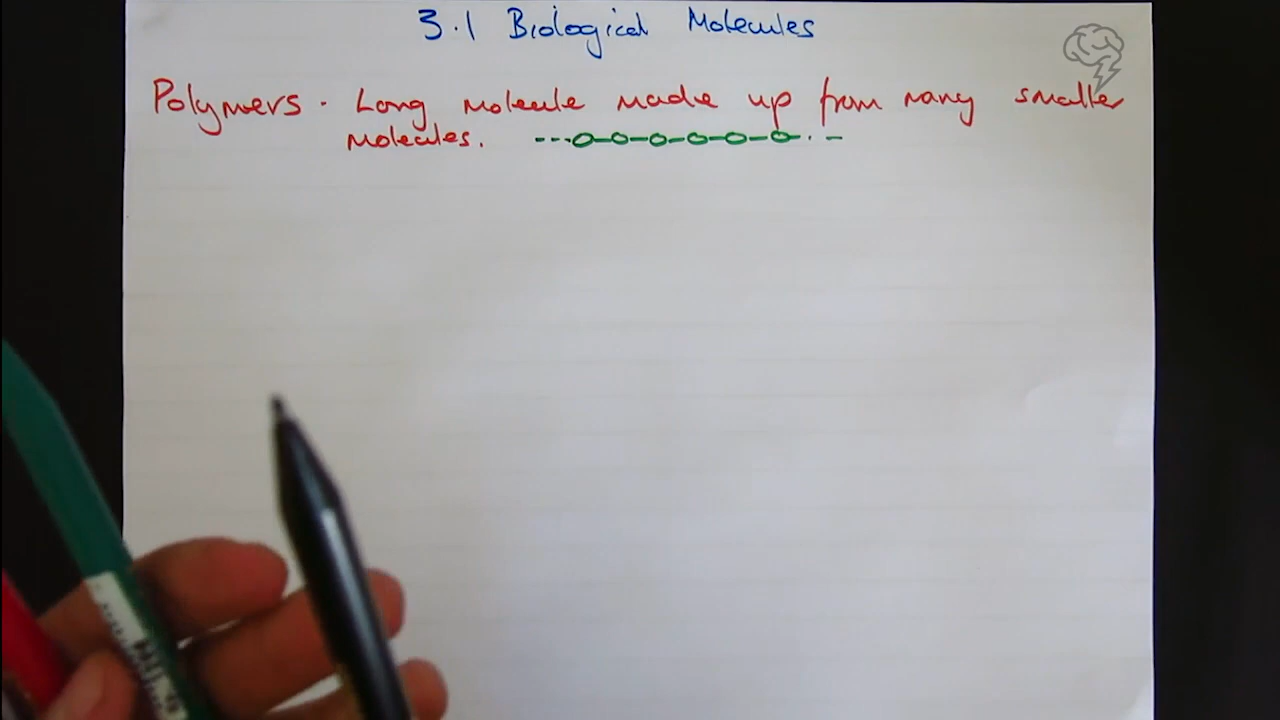 3.1 Biological Molecules
Polymers - Long molecule made up from many smaller
molecules.